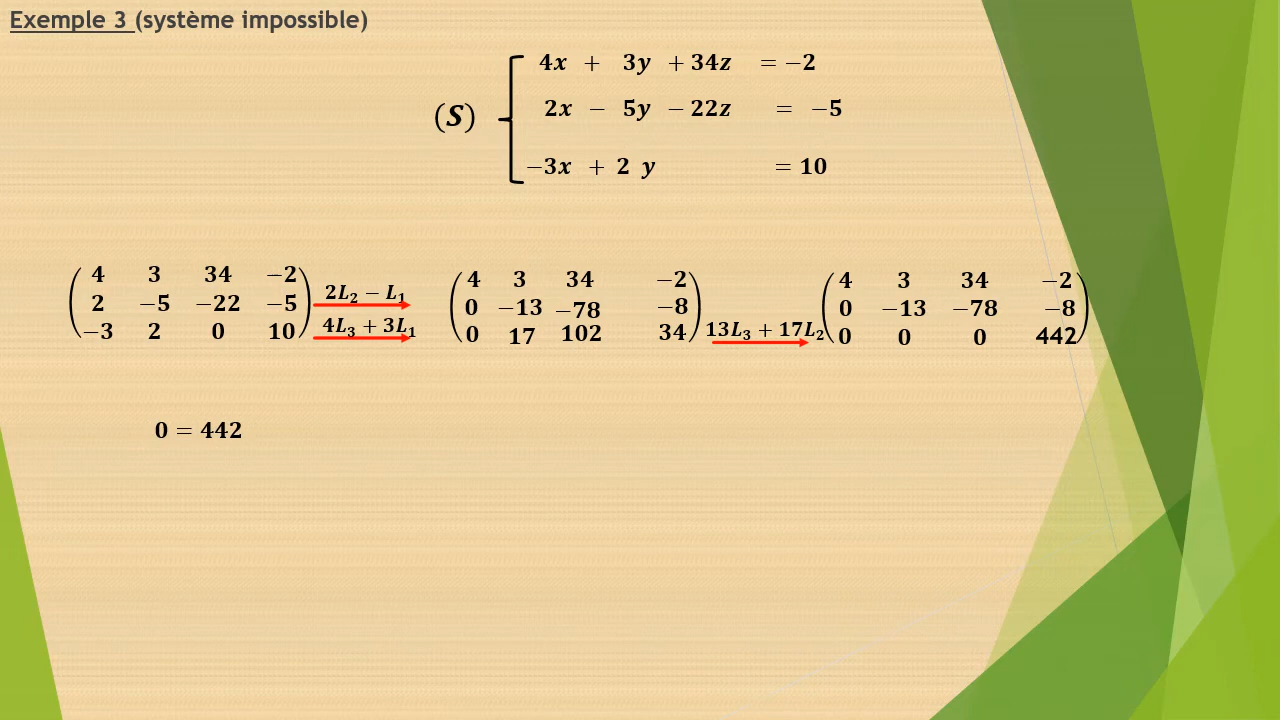 Exemple 3 (système impossible)
4x + 3y + 34z = −2
(S)
2x − 5y − 22z = −5
−3x + 2 y = 10
4 3 34 −2
2 −5 −22 −5
−3 2 0 10
2L₂ − L₁
4L₃ + 3L₁
4 3 34 −2
0 −13 −78 −8
0 17 102 34
13L₃ + 17L₂
4 3 34 −2
0 −13 −78 −8
0 0 0 442
0 = 442